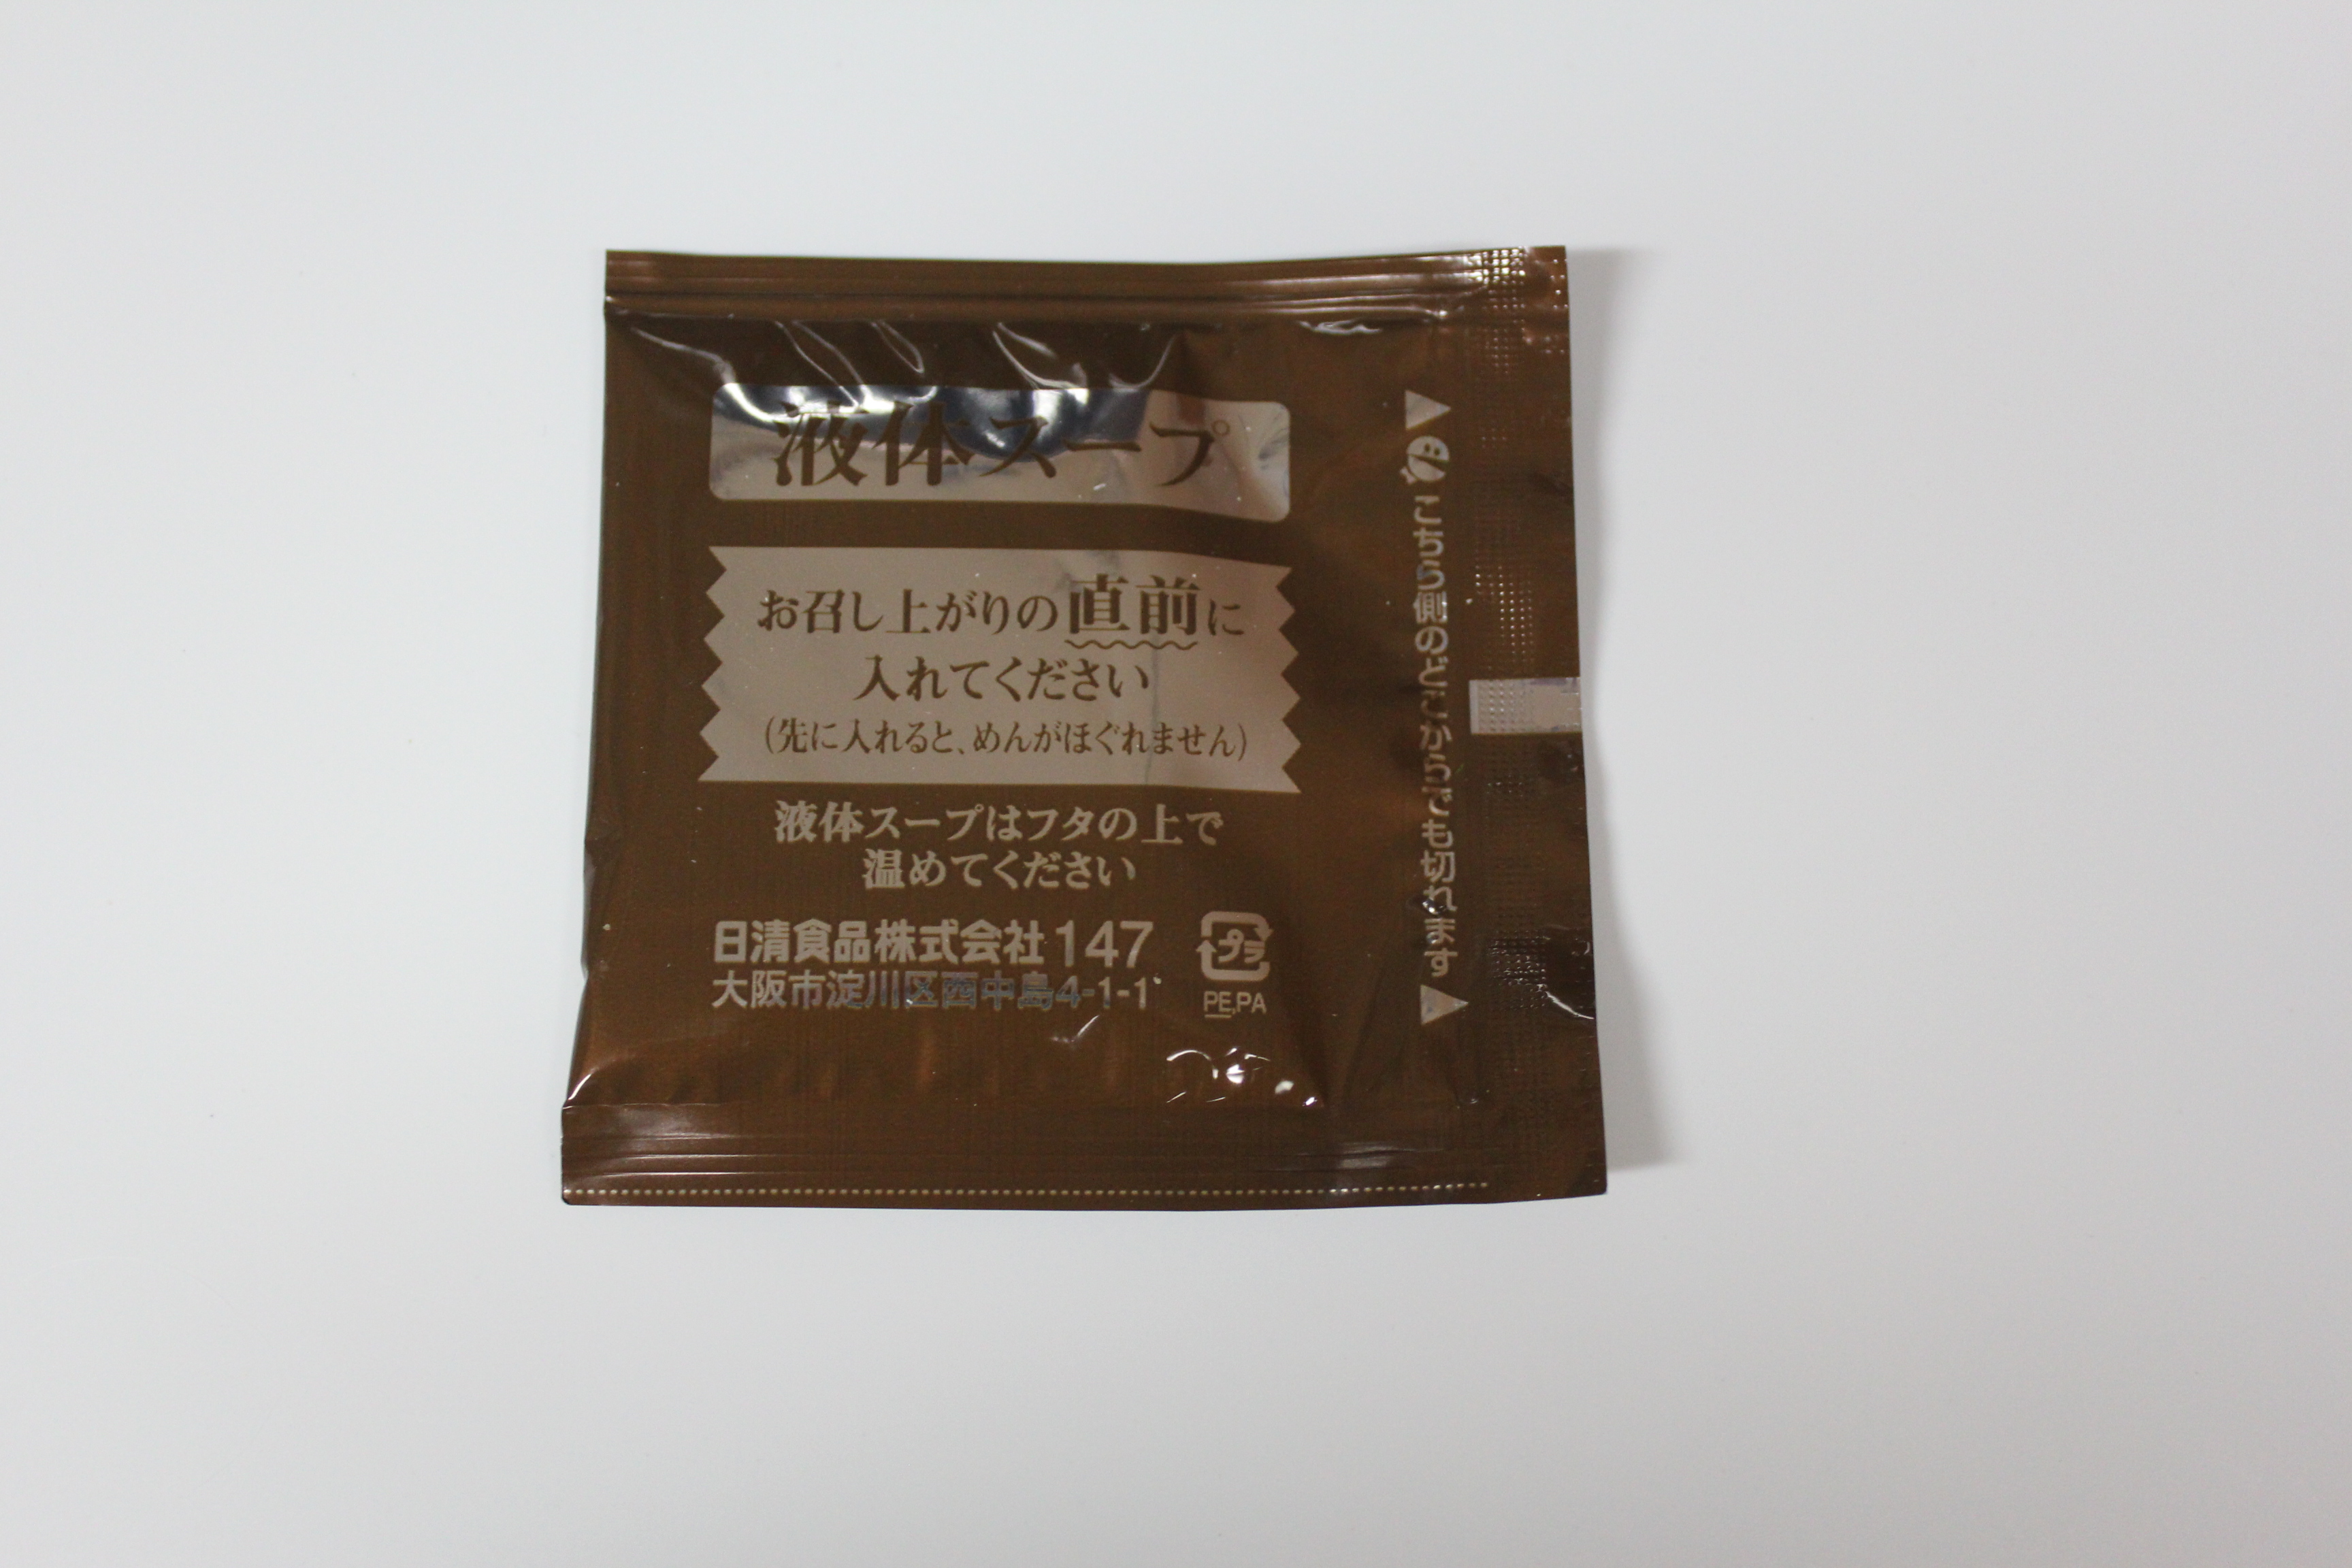 液体スープ
お召し上がりの直前に
入れてください
(先に入れると、めんがほぐれません)
液体スープはフタの上で
温めてください
日清食品株式会社 147
大阪市淀川区西中島4-1-1
プラ
PE,PA
こちら側のどこからでも切れます